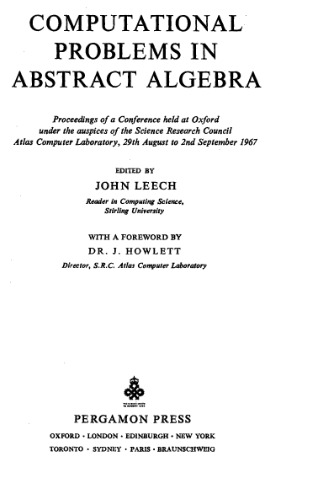 COMPUTATIONAL
PROBLEMS IN
ABSTRACT ALGEBRA
Proceedings of a Conference held at Oxford
under the auspices of the Science Research Council
Atlas Computer Laboratory, 29th August to 2nd September 1967
EDITED BY
JOHN LEECH
Reader in Computing Science,
Stirling University
WITH A FOREWORD BY
DR. J. HOWLETT
Director, S.R.C. Atlas Computer Laboratory
PERGAMON PRESS
OXFORD · LONDON · EDINBURGH · NEW YORK
TORONTO · SYDNEY · PARIS · BRAUNSCHWEIG